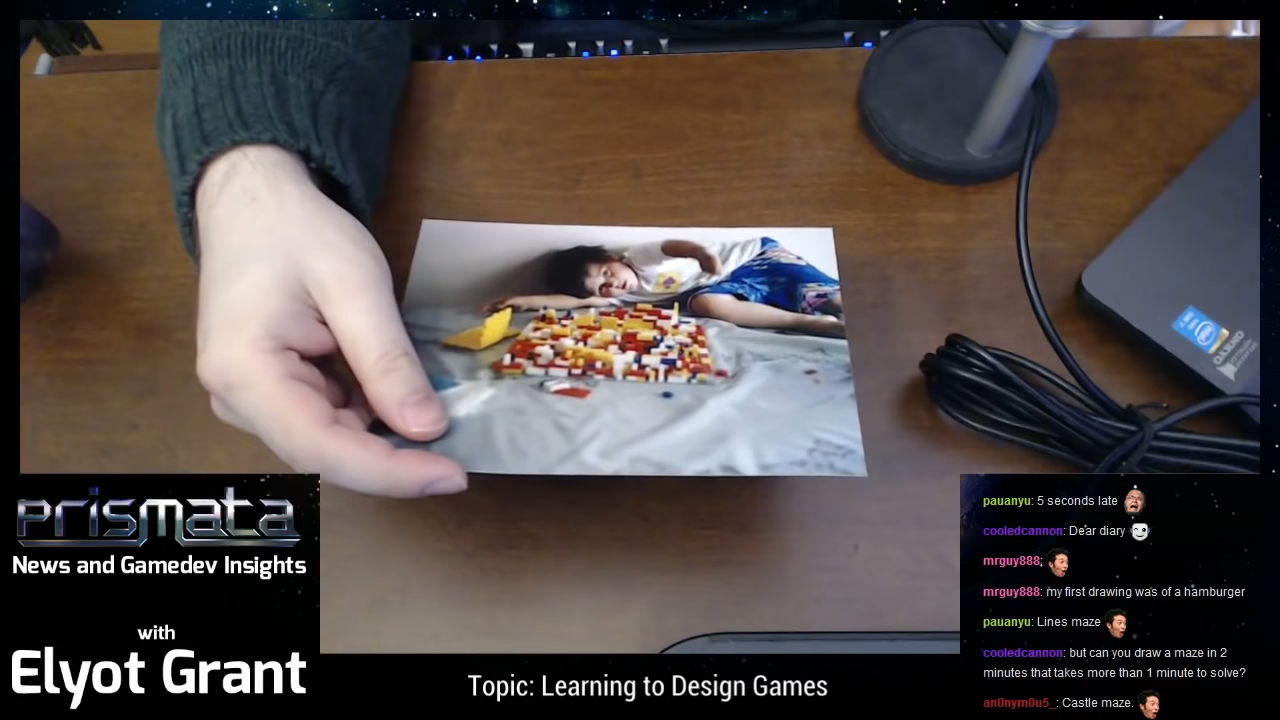 prismata
News and Gamedev Insights
with
Elyot Grant
Topic: Learning to Design Games
pauanyu: 5 seconds late
cooledcannon: Dear diary
mrguy888:
mrguy888: my first drawing was of a hamburger
pauanyu: Lines maze
cooledcannon: but can you draw a maze in 2
minutes that takes more than 1 minute to solve?
an0nym0u5_: Castle maze.